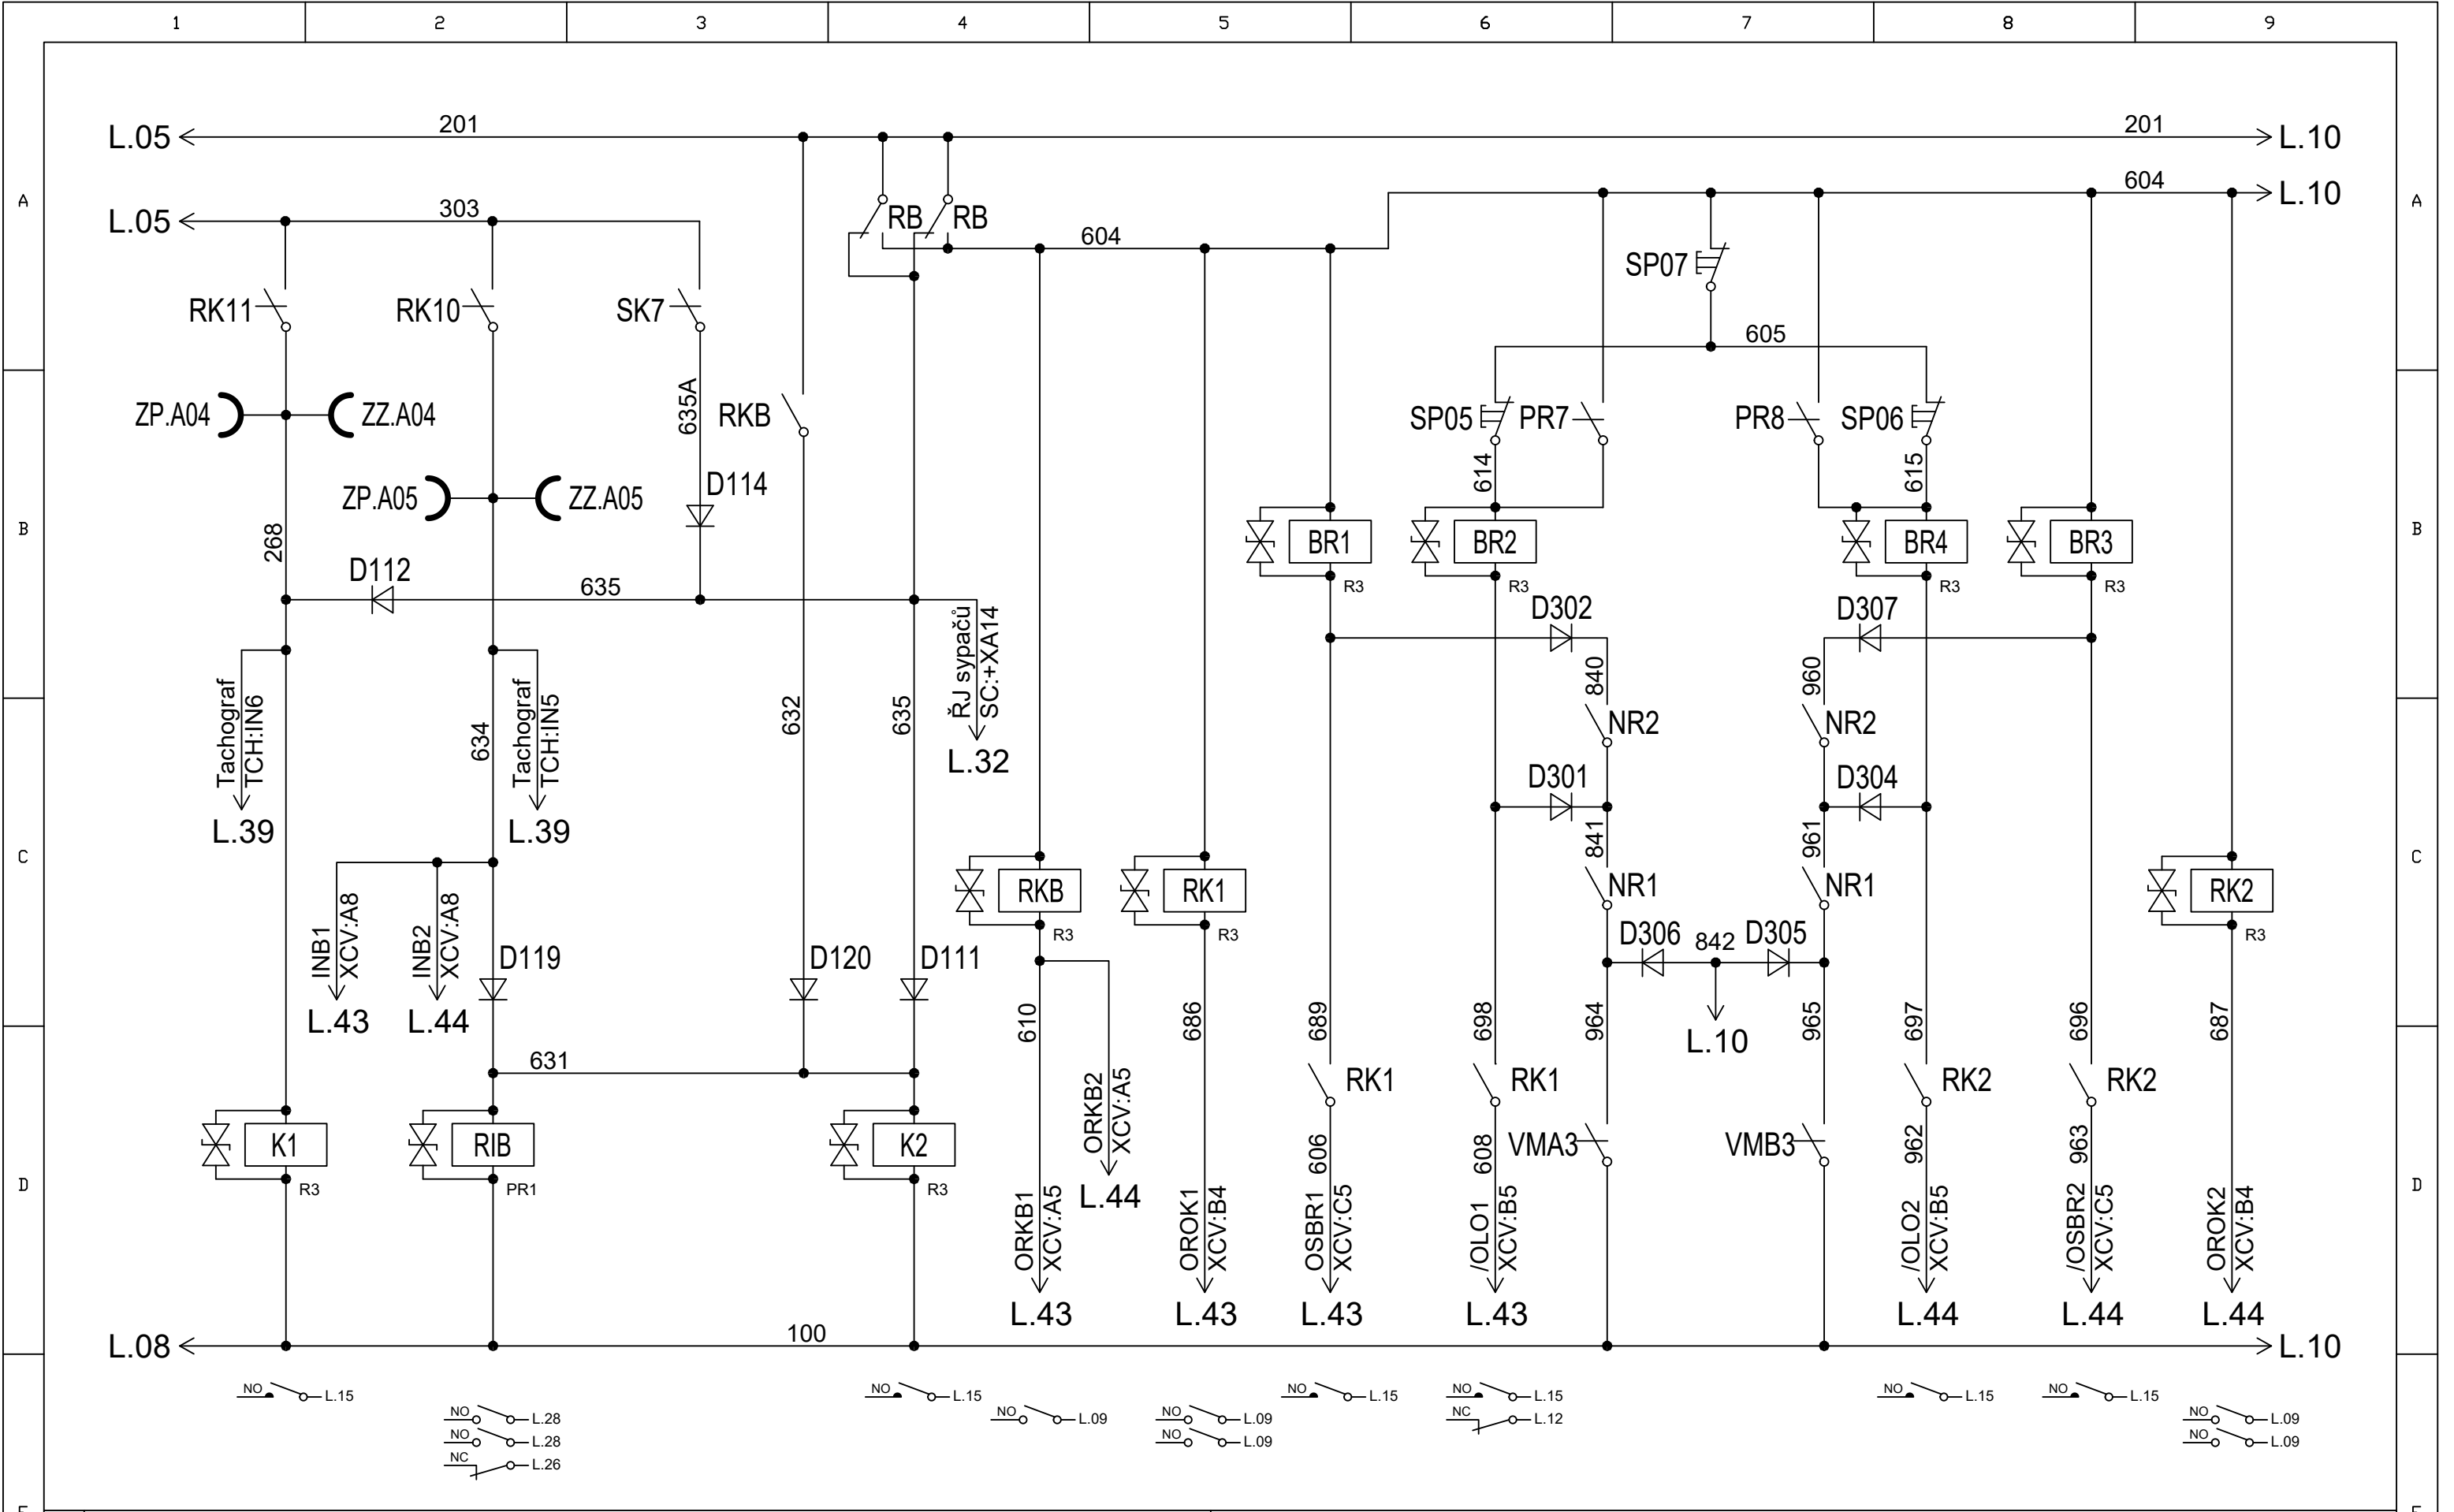 1 2 3 4 5 6 7 8 9
L.05 201 201 L.10
A 604 L.10 A
L.05 303
RB RB
604
SP07
RK11 RK10 SK7
605
635A
ZP.A04 ZZ.A04 RKB SP05 PR7 PR8 SP06
614 615
ZP.A05 ZZ.A05 D114
B B
268
BR1 BR2 BR4 BR3
R3 R3 R3 R3
D112 635
D302 D307
ŘJ sypačů
SC:+XA14
L.32
840 960
Tachograf
TCH:IN6
L.39
634
Tachograf
TCH:IN5
L.39
632 635
NR2 NR2
D301 D304
841 961
C C
RKB RK1 NR1 NR1 RK2
R3 R3 R3
INB1
XCV:A8
L.43
INB2
XCV:A8
L.44
D119 D120 D111
D306 842 D305
L.10
610 686 689 698 964 965 697 696 687
631
RK1 RK1 RK2 RK2
K1 RIB K2
R3 PR1 R3
D D
VMA3 VMB3
606 608 962 963
ORKB1
XCV:A5
L.43
ORKB2
XCV:A5
L.44
OROK1
XCV:B4
L.43
OSBR1
XCV:C5
L.43
/OLO1
XCV:B5
L.43
/OLO2
XCV:B5
L.44
/OSBR2
XCV:C5
L.44
OROK2
XCV:B4
L.44
L.08 100 L.10
NO L.15
NO L.28
NO L.28
NC L.26
NO L.15
NO L.09
NO L.09
NO L.09
NO L.15
NO L.15
NC L.12
NO L.15
NO L.15
NO L.09
NO L.09